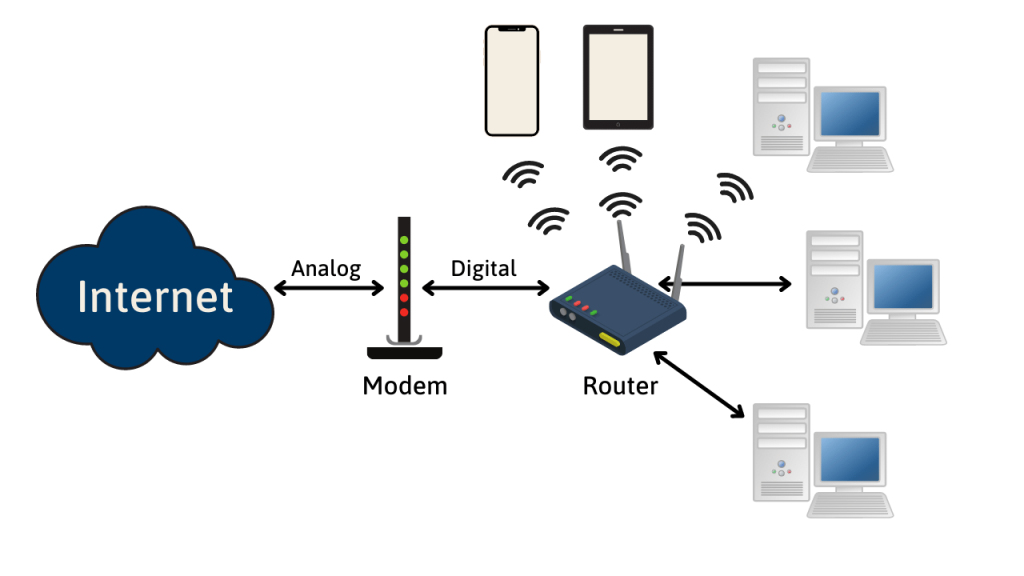 Internet
Analog
Digital
Modem
Router